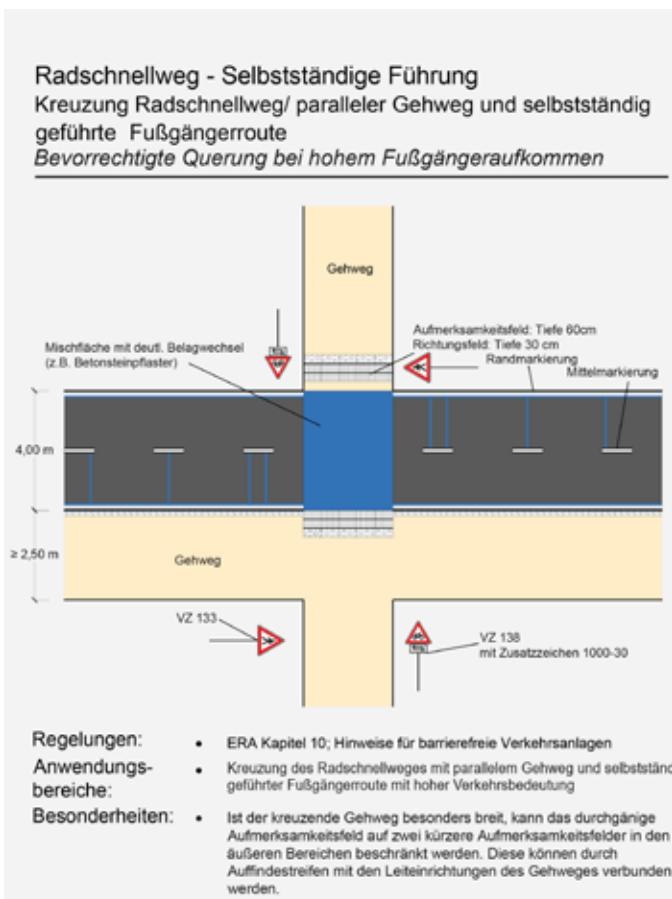 Radschnellweg - Selbstständige Führung
Kreuzung Radschnellweg/ paralleler Gehweg und selbstständig
geführte Fußgängerroute
Bevorrechtigte Querung bei hohem Fußgängeraufkommen
Gehweg
Mischfläche mit deutl. Belagwechsel
(z.B. Betonsteinpflaster)
Aufmerksamkeitsfeld: Tiefe 60cm
Richtungsfeld: Tiefe 30 cm
Randmarkierung
Mittelmarkierung
4,00 m
≥ 2,50 m
Gehweg
VZ 133
VZ 138
mit Zusatzzeichen 1000-30
Regelungen:
• ERA Kapitel 10; Hinweise für barrierefreie Verkehrsanlagen
Anwendungs-
bereiche:
• Kreuzung des Radschnellweges mit parallelem Gehweg und selbstständ
geführter Fußgängerroute mit hoher Verkehrsbedeutung
Besonderheiten:
• Ist der kreuzende Gehweg besonders breit, kann das durchgänige
Aufmerksamkeitsfeld auf zwei kürzere Aufmerksamkeitsfelder in den
äußeren Bereichen beschränkt werden. Diese können durch
Auffindestreifen mit den Leiteinrichtungen des Gehweges verbunden
werden.